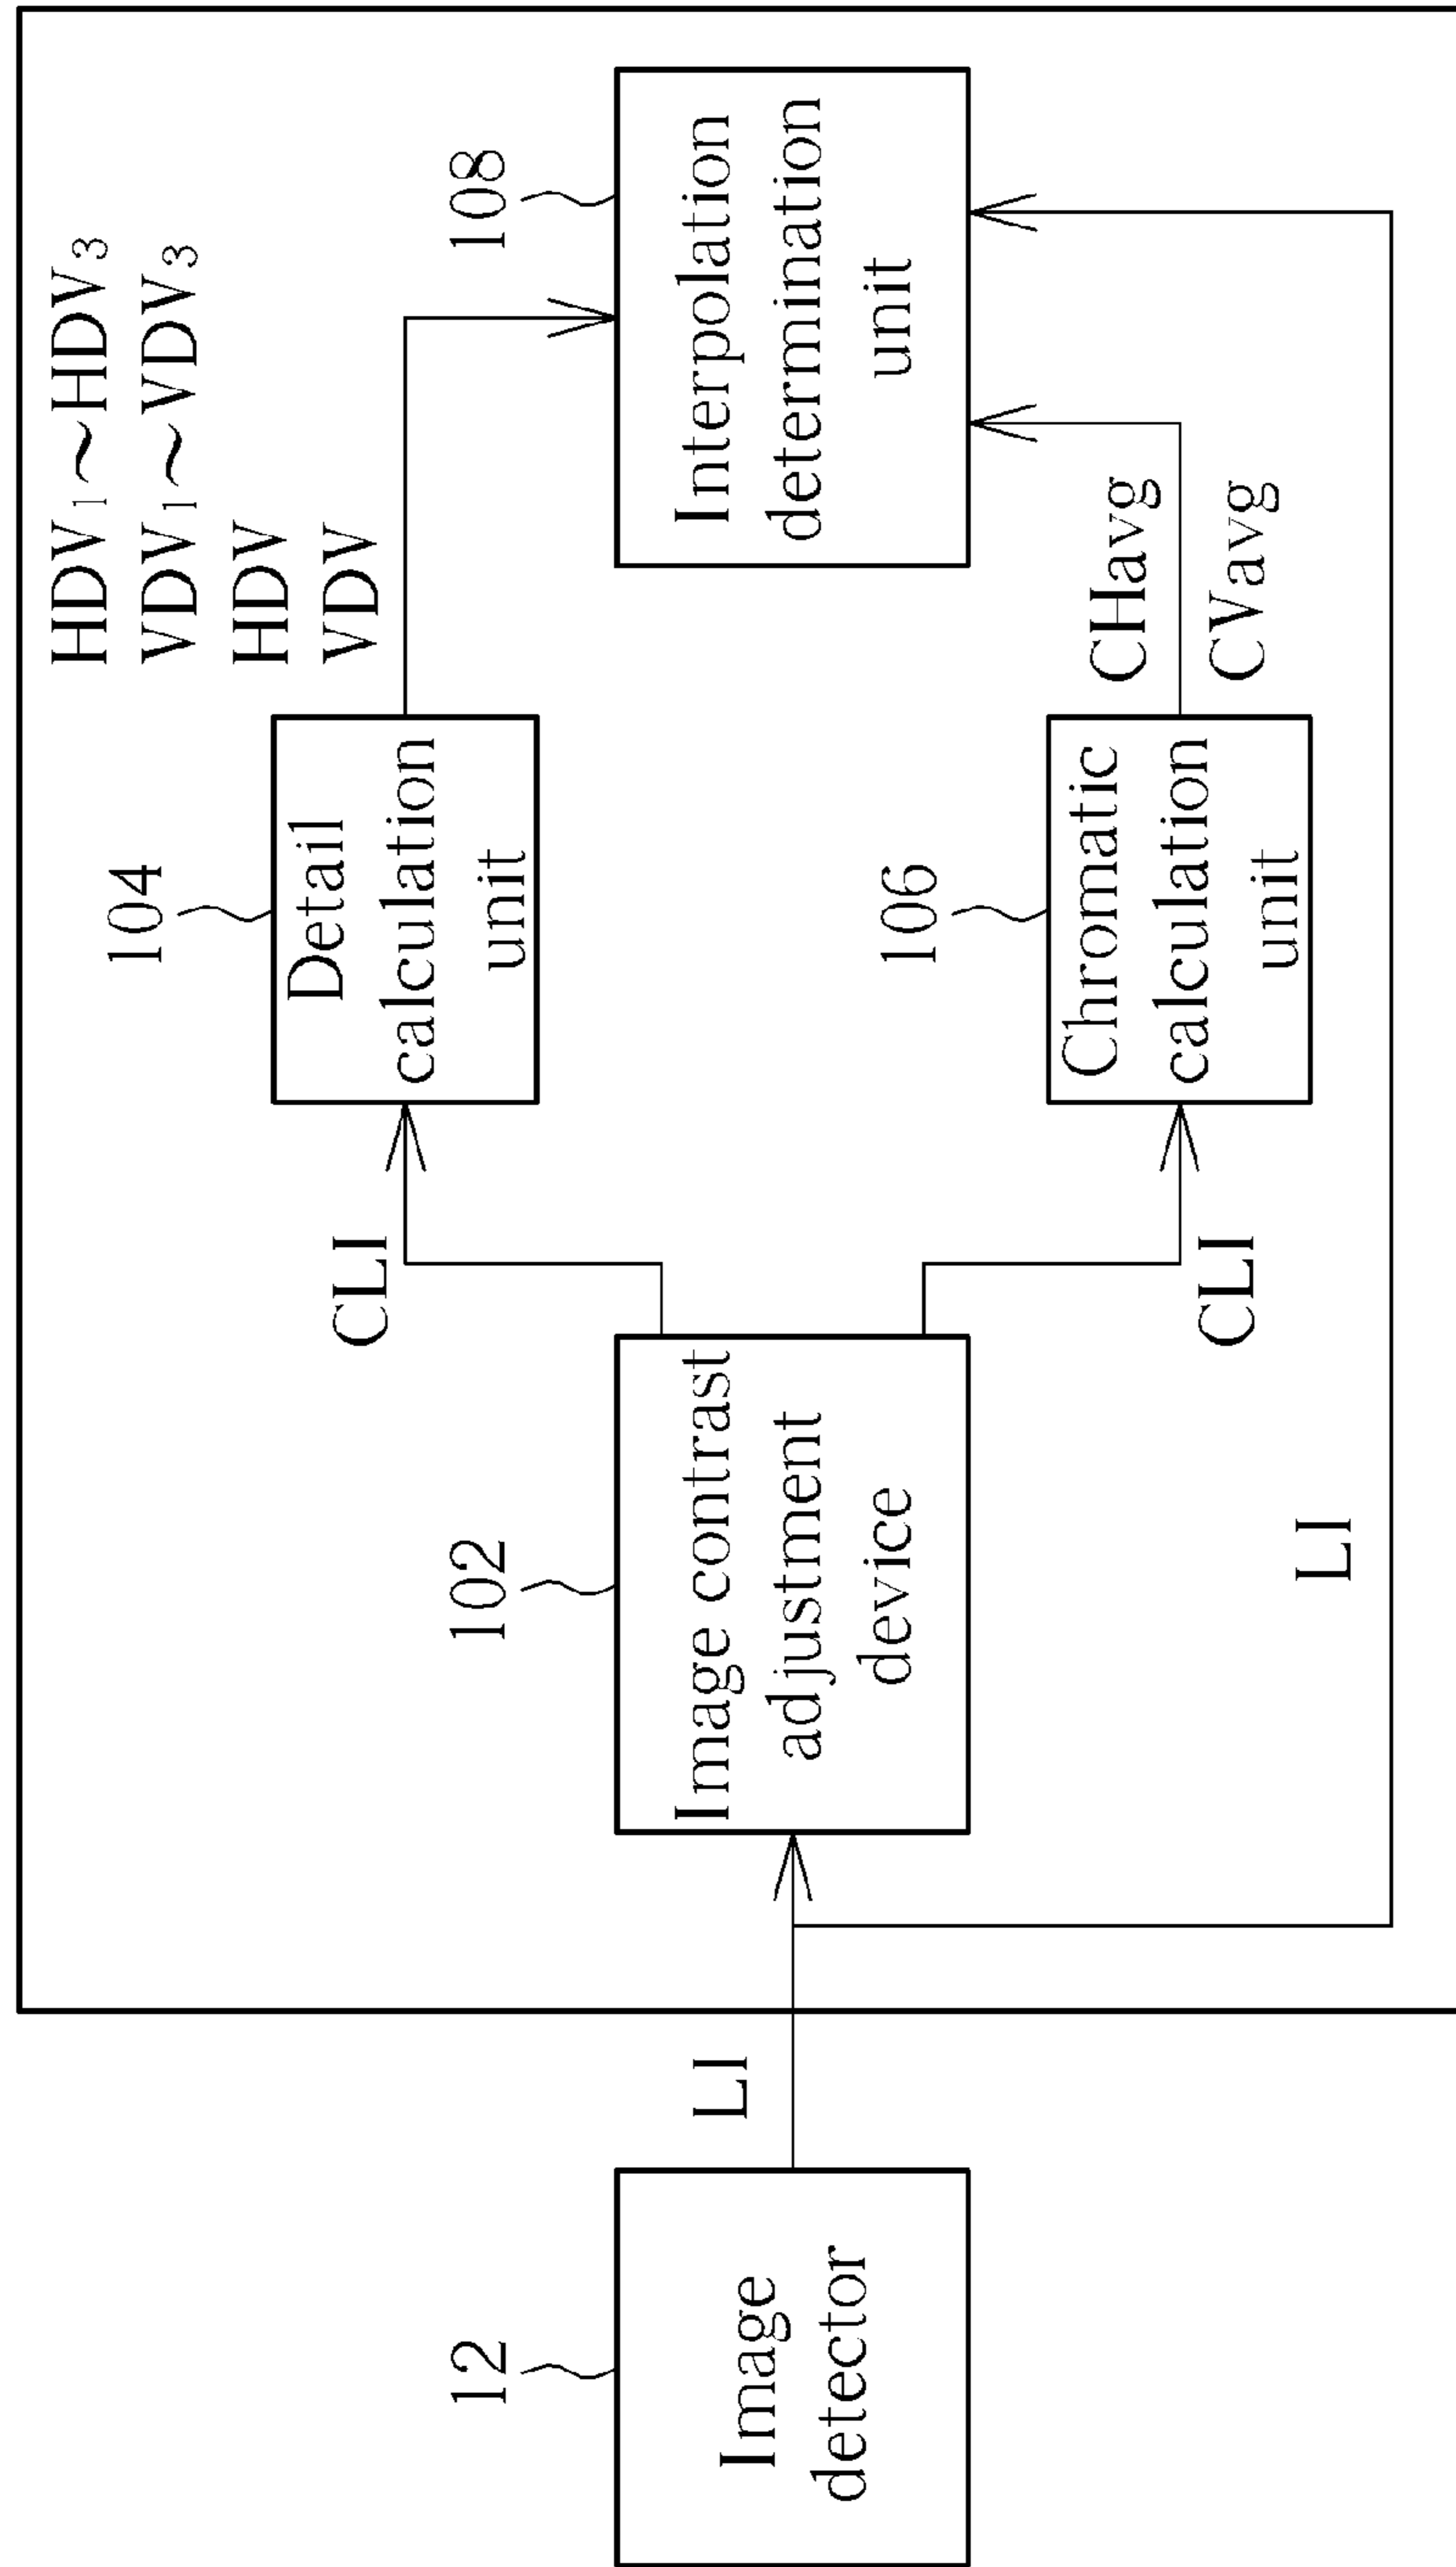 12
Image
detector
LI
102
Image contrast
adjustment
device
LI
CLI
CLI
104
Detail
calculation
unit
106
Chromatic
calculation
unit
HDV₁~HDV₃
VDV₁~VDV₃
HDV
VDV
CHavg
CVavg
108
Interpolation
determination
unit